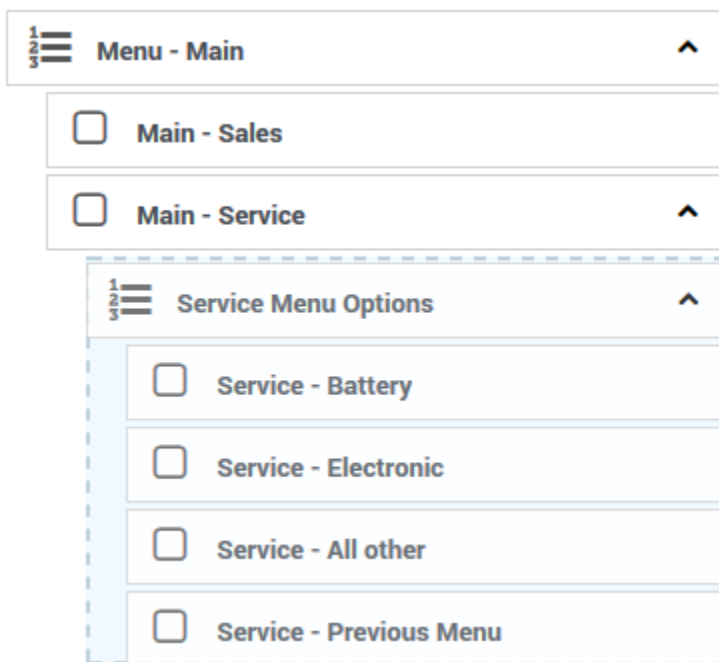 Menu - Main
Main - Sales
Main - Service
Service Menu Options
Service - Battery
Service - Electronic
Service - All other
Service - Previous Menu